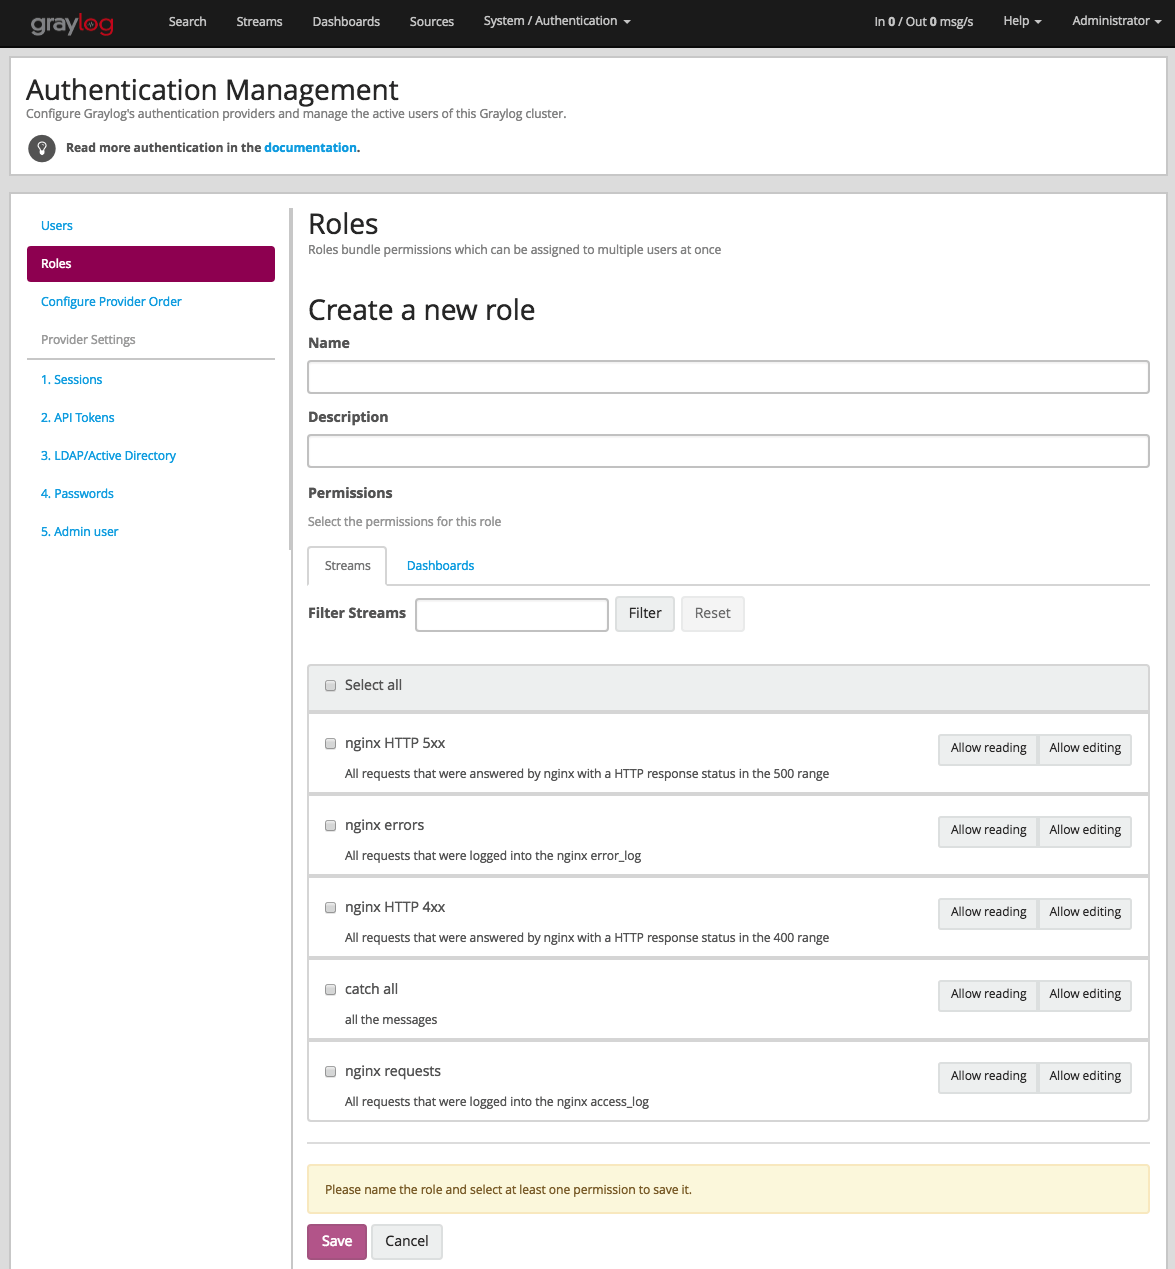 graylog Search Streams Dashboards Sources System / Authentication In 0 / Out 0 msg/s Help Administrator
Authentication Management
Configure Graylog's authentication providers and manage the active users of this Graylog cluster.
Read more authentication in the documentation.
Users
Roles
Configure Provider Order
Provider Settings
1. Sessions
2. API Tokens
3. LDAP/Active Directory
4. Passwords
5. Admin user
Roles
Roles bundle permissions which can be assigned to multiple users at once
Create a new role
Name
Description
Permissions
Select the permissions for this role
Streams Dashboards
Filter Streams Filter Reset
Select all
nginx HTTP 5xx Allow reading Allow editing
All requests that were answered by nginx with a HTTP response status in the 500 range
nginx errors Allow reading Allow editing
All requests that were logged into the nginx error_log
nginx HTTP 4xx Allow reading Allow editing
All requests that were answered by nginx with a HTTP response status in the 400 range
catch all Allow reading Allow editing
all the messages
nginx requests Allow reading Allow editing
All requests that were logged into the nginx access_log
Please name the role and select at least one permission to save it.
Save Cancel